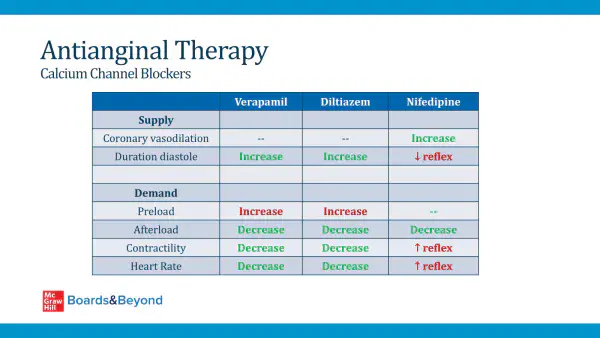 Antianginal Therapy
Calcium Channel Blockers
Verapamil Diltiazem Nifedipine
Supply
Coronary vasodilation -- -- Increase
Duration diastole Increase Increase ↓ reflex
Demand
Preload Increase Increase --
Afterload Decrease Decrease Decrease
Contractility Decrease Decrease ↑ reflex
Heart Rate Decrease Decrease ↑ reflex
Mc
Graw
Hill
Boards&Beyond